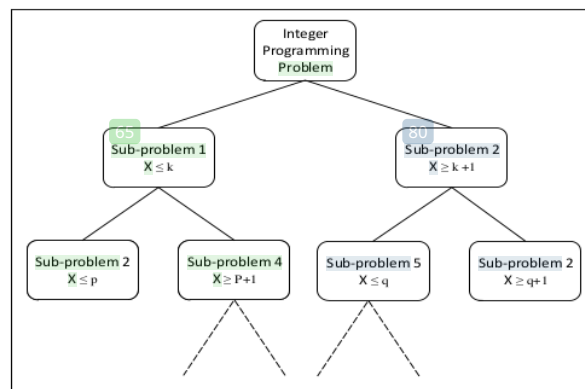 Integer
Programming
Problem
65
80
Sub-problem 1
X ≤ k
Sub-problem 2
X ≥ k +1
Sub-problem 2
X ≤ p
Sub-problem 4
X ≥ P+1
Sub-problem 5
X ≤ q
Sub-problem 2
X ≥ q+1